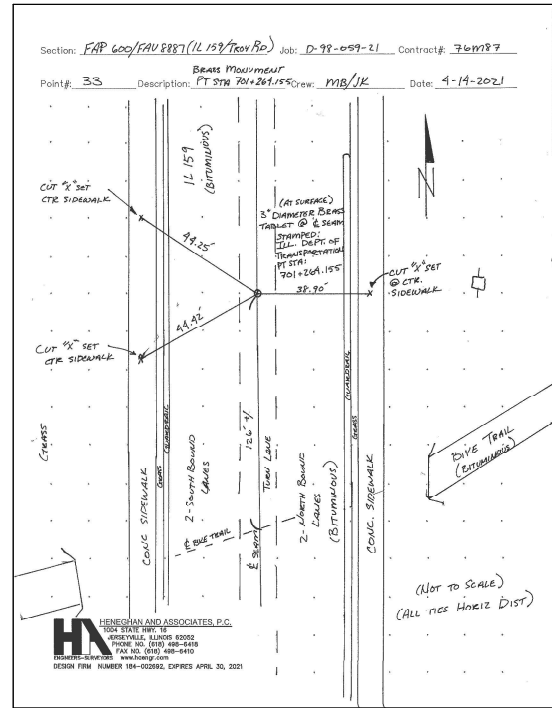 Section: FAP 600/FAU 8887 (IL 159/TROY RD) Job: D-98-059-21 Contract#: 76M87
BRASS MONUMENT
Point#: 33 Description: PT STA 701+264.155 Crew: MB/JK Date: 4-14-2021
IL 159
(BITUMINOUS)
CUT "X" SET
CTR SIDEWALK
44.25'
(AT SURFACE)
3" DIAMETER BRASS
TABLET @ ℄ SEAM
STAMPED:
ILL. DEPT. OF
TRANSPORTATION
PT STA:
701+264.155
38.90'
N
CUT "X" SET
@ CTR.
SIDEWALK
44.42'
CUT "X" SET
CTR SIDEWALK
GRASS
CONC SIDEWALK
GRASS
GUARDRAIL
2-SOUTH BOUND
LANES
126' +/-
℄ SEAM
TURN LANE
2-NORTH BOUND
LANES
(BITUMINOUS)
GUARDRAIL
GRASS
CONC. SIDEWALK
BIKE TRAIL
(BITUMINOUS)
℄ BIKE TRAIL
(NOT TO SCALE)
(ALL TIES HORIZ DIST)
HA
ENGINEERS-SURVEYORS
HENEGHAN AND ASSOCIATES, P.C.
1004 STATE HWY. 16
JERSEYVILLE, ILLINOIS 62052
PHONE NO. (618) 498-6418
FAX NO. (618) 498-6410
www.haengr.com
DESIGN FIRM NUMBER 184-002692, EXPIRES APRIL 30, 2021